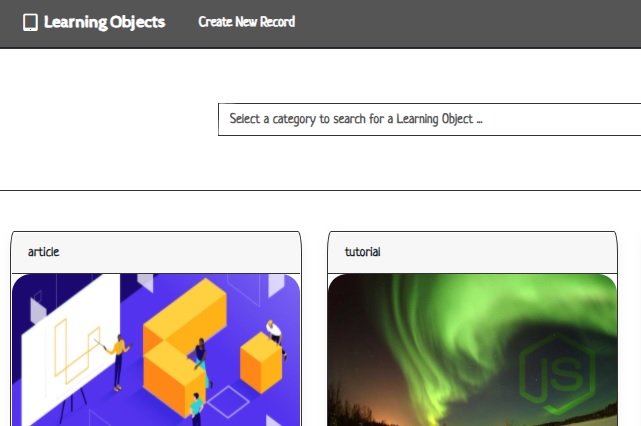 Learning Objects
Create New Record
Select a category to search for a Learning Object ...
article
tutorial
JS